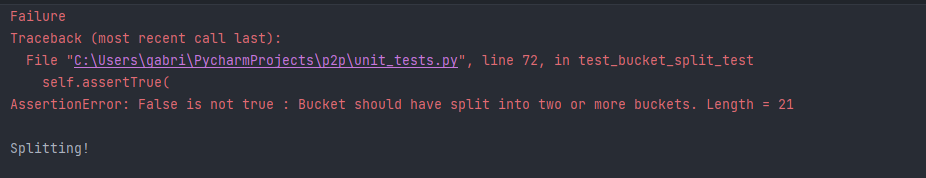 Failure
Traceback (most recent call last):
File "C:\Users\gabri\PycharmProjects\p2p\unit_tests.py", line 72, in test_bucket_split_test
self.assertTrue(
AssertionError: False is not true : Bucket should have split into two or more buckets. Length = 21
Splitting!